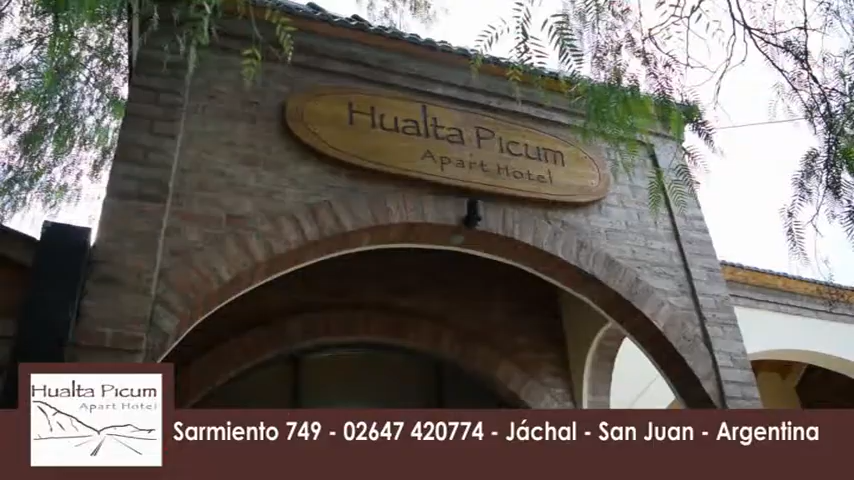 Hualta Picum
Apart Hotel
Hualta Picum
Apart Hotel
Sarmiento 749 - 02647 420774 - Jáchal - San Juan - Argentina